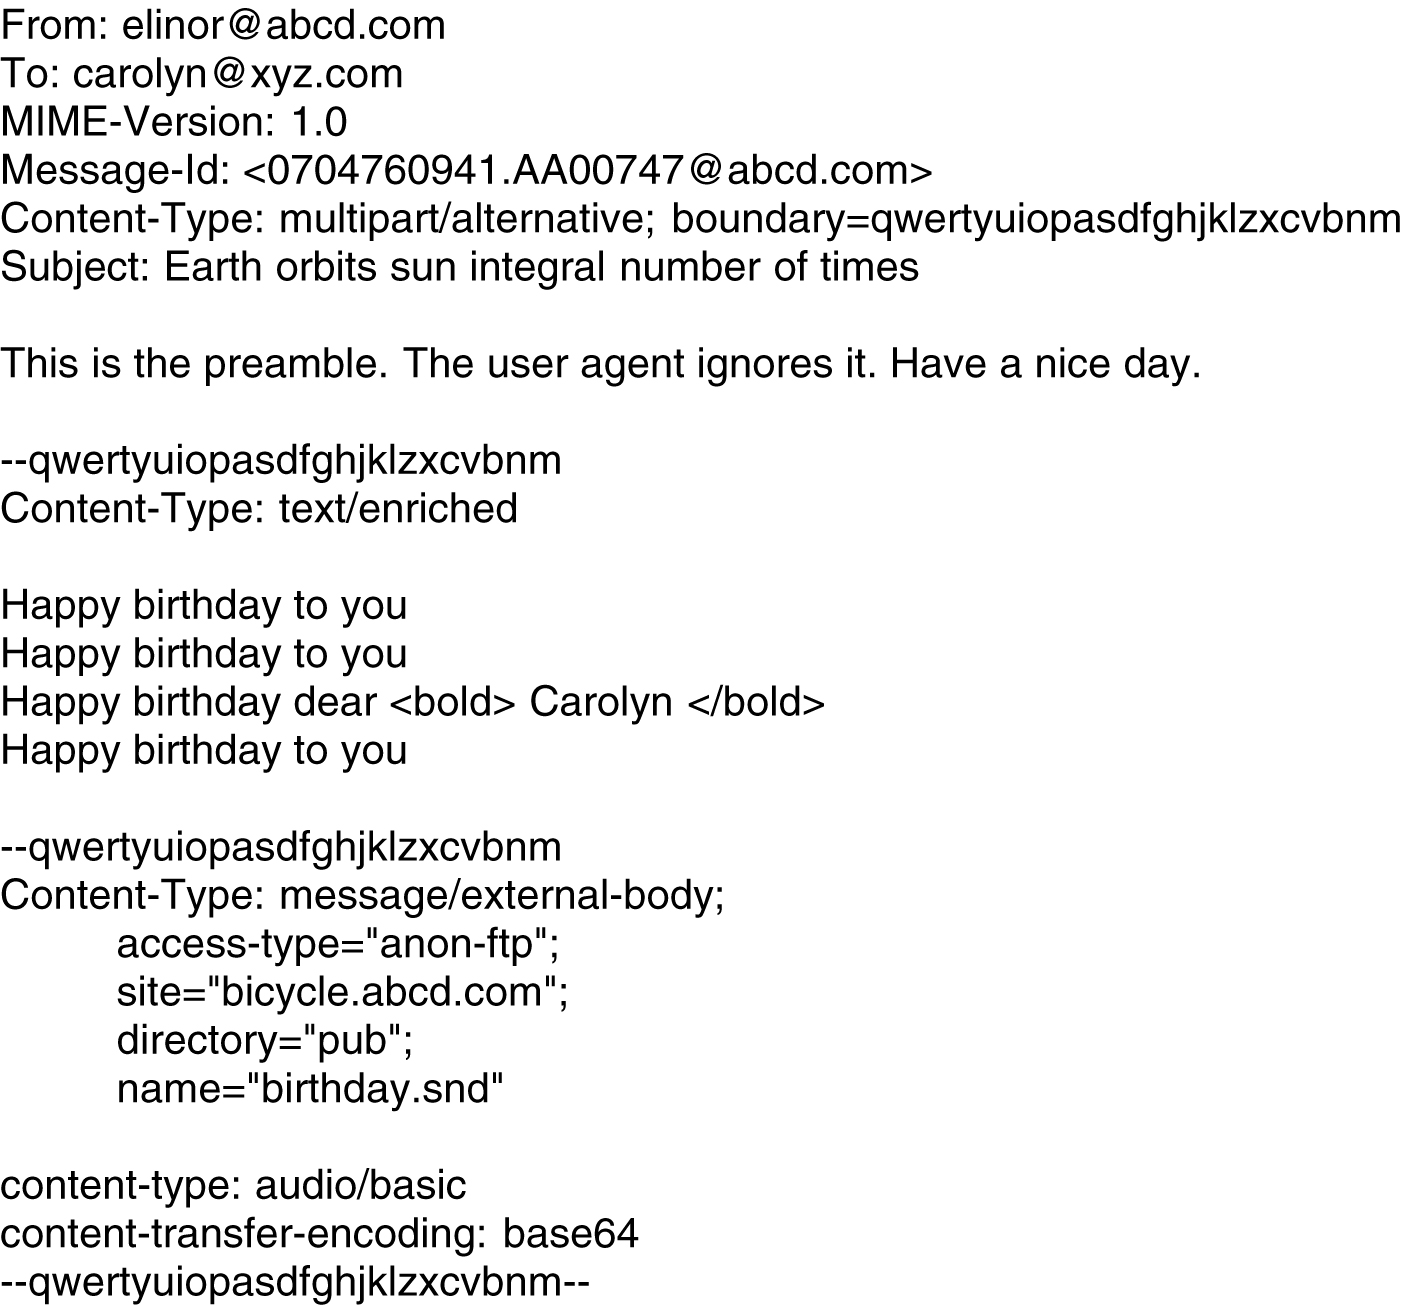 From: elinor@abcd.com
To: carolyn@xyz.com
MIME-Version: 1.0
Message-Id: <0704760941.AA00747@abcd.com>
Content-Type: multipart/alternative; boundary=qwertyuiopasdfghjklzxcvbnm
Subject: Earth orbits sun integral number of times
This is the preamble. The user agent ignores it. Have a nice day.
--qwertyuiopasdfghjklzxcvbnm
Content-Type: text/enriched
Happy birthday to you
Happy birthday to you
Happy birthday dear <bold> Carolyn </bold>
Happy birthday to you
--qwertyuiopasdfghjklzxcvbnm
Content-Type: message/external-body;
access-type="anon-ftp";
site="bicycle.abcd.com";
directory="pub";
name="birthday.snd"
content-type: audio/basic
content-transfer-encoding: base64
--qwertyuiopasdfghjklzxcvbnm--